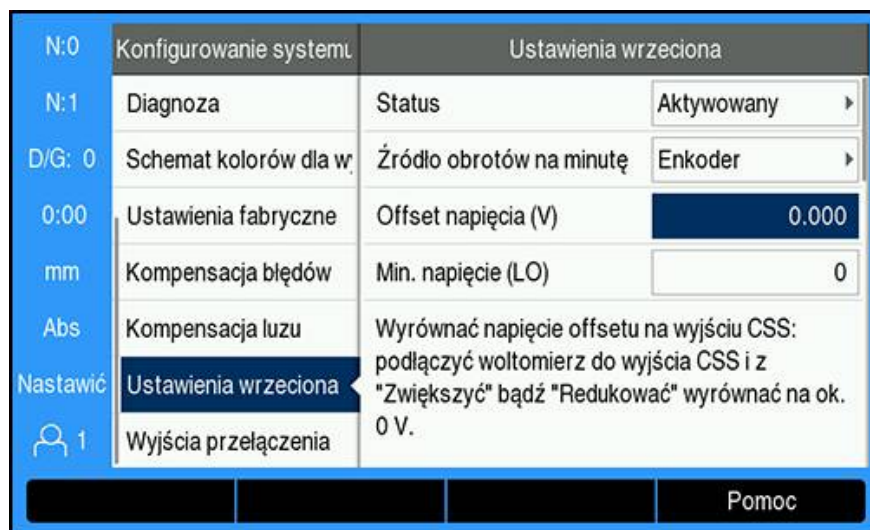 N:0
N:1
D/G: 0
0:00
mm
Abs
Nastawić
1
Konfigurowanie systemu
Diagnoza
Schemat kolorów dla wy
Ustawienia fabryczne
Kompensacja błędów
Kompensacja luzu
Ustawienia wrzeciona
Wyjścia przełączenia
Ustawienia wrzeciona
Status Aktywowany
Źródło obrotów na minutę Enkoder
Offset napięcia (V) 0.000
Min. napięcie (LO) 0
Wyrównać napięcie offsetu na wyjściu CSS:
podłączyć woltomierz do wyjścia CSS i z
"Zwiększyć" bądź "Redukować" wyrównać na ok.
0 V.
Pomoc